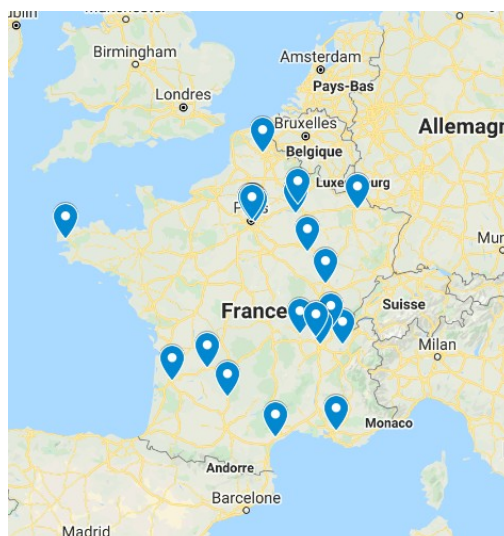 Birmingham
Amsterdam
Londres
Pays-Bas
Bruxelles
Belgique
Allemagn
Luxembourg
France
Suisse
Milan
Monaco
Andorre
Barcelone
Madrid